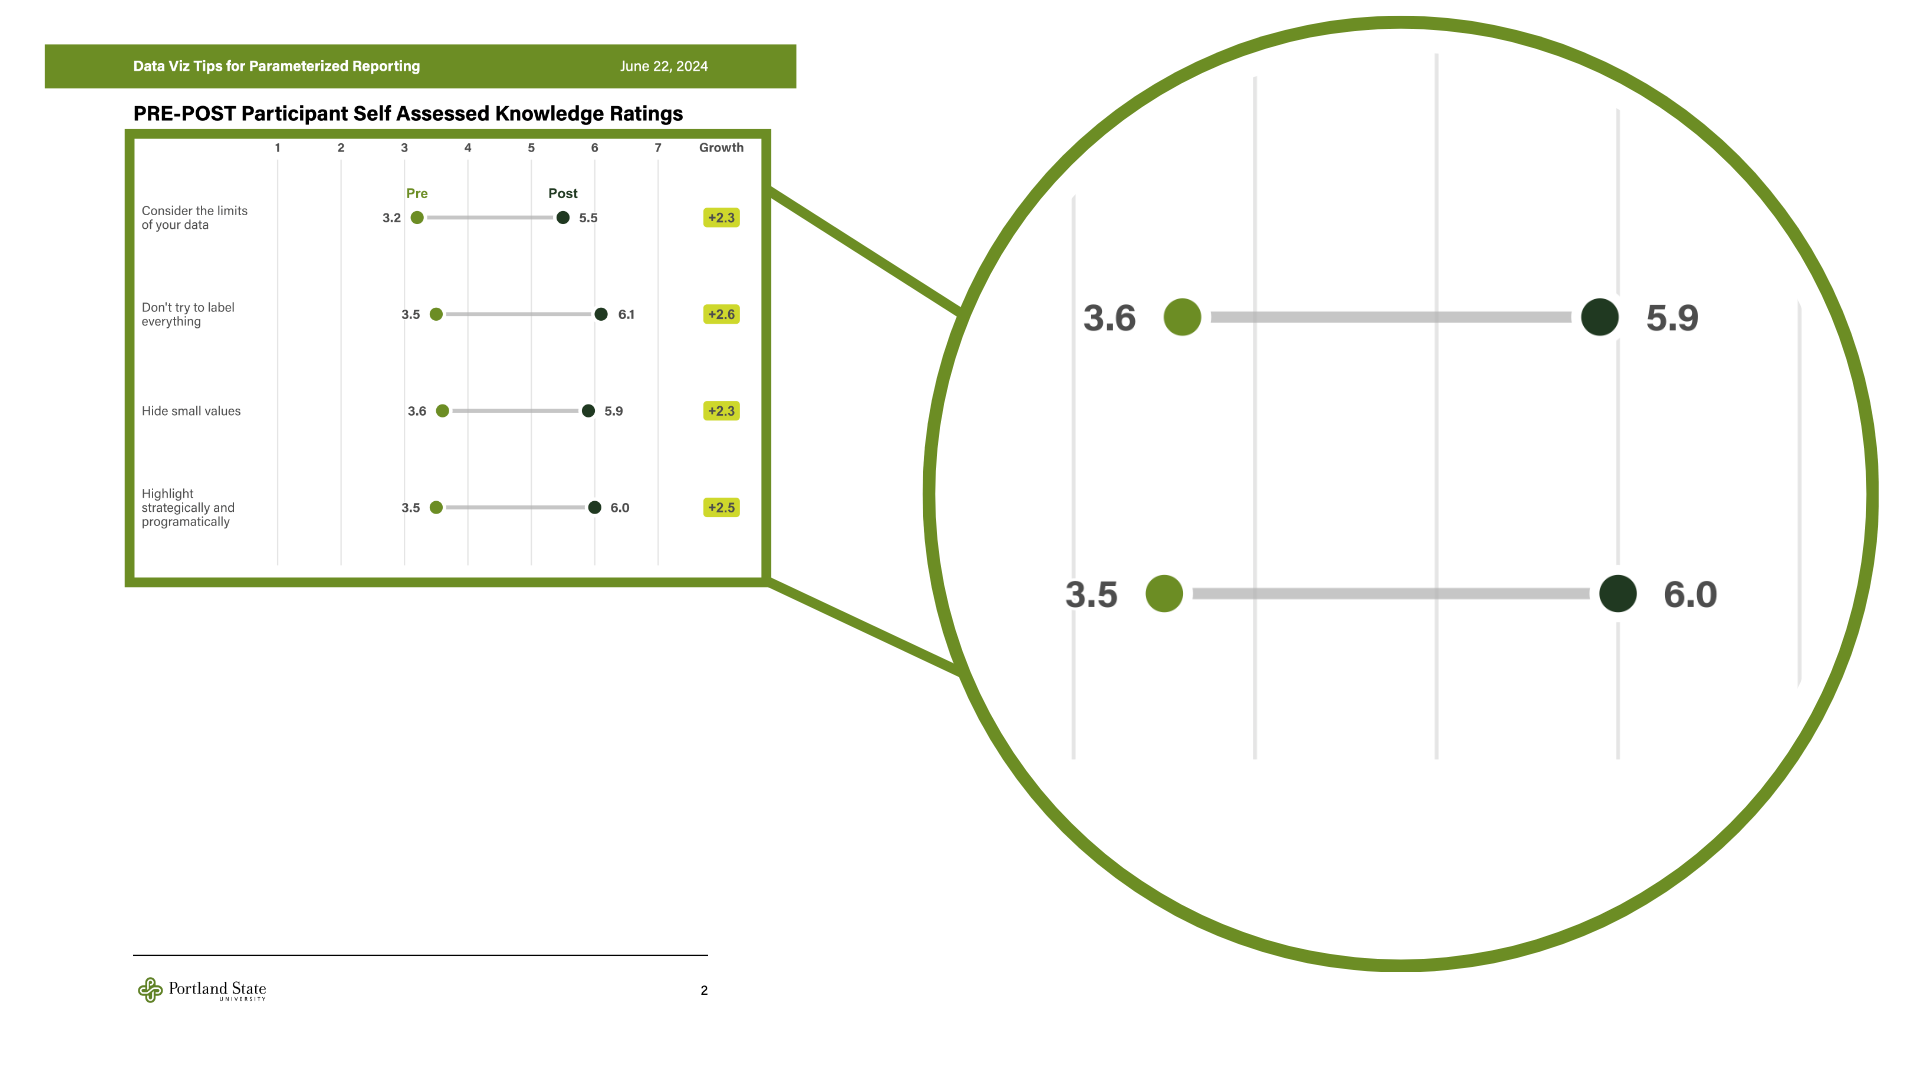 Data Viz Tips for Parameterized Reporting
June 22, 2024
PRE-POST Participant Self Assessed Knowledge Ratings
1 2 3 4 5 6 7 Growth
Pre Post
Consider the limits
of your data
3.2 5.5 +2.3
Don't try to label
everything
3.5 6.1 +2.6
Hide small values
3.6 5.9 +2.3
Highlight
strategically and
programatically
3.5 6.0 +2.5
Portland State
UNIVERSITY
2
3.6 5.9
3.5 6.0